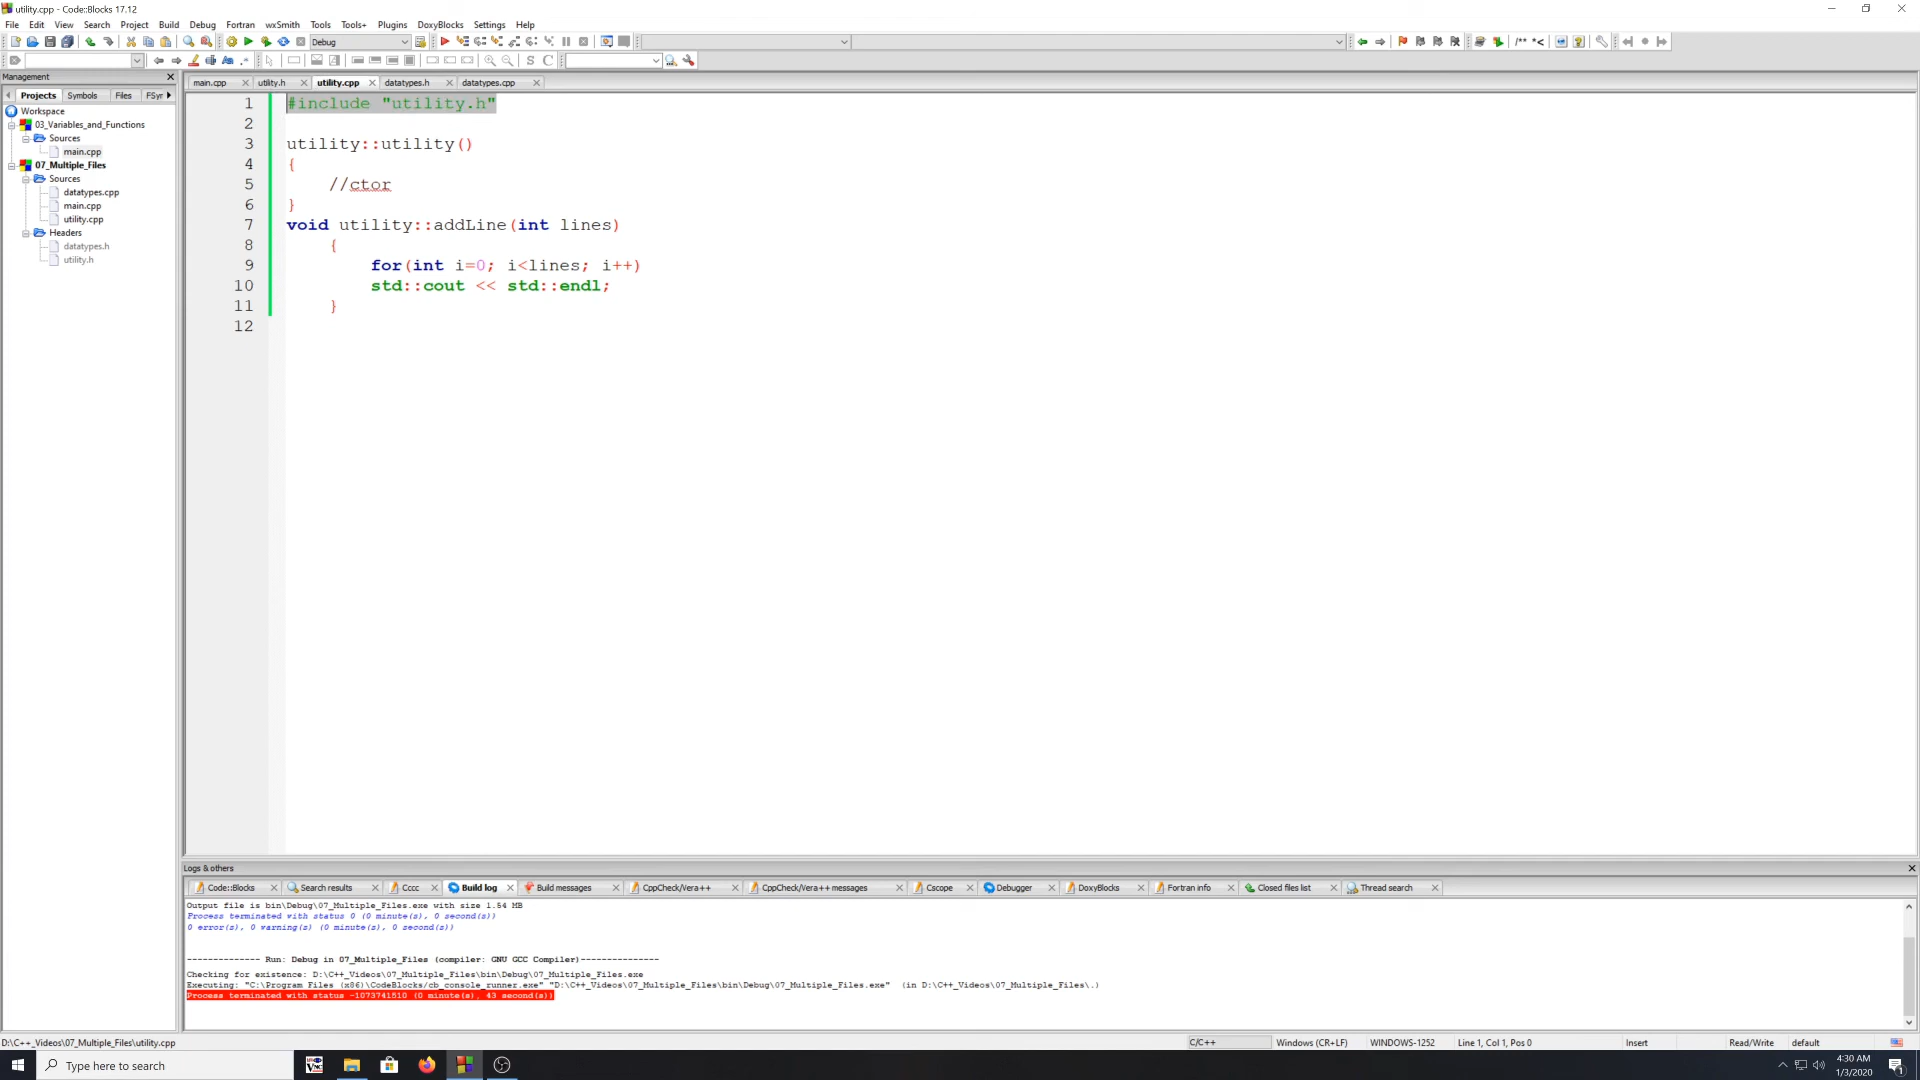 utility.cpp - Code::Blocks 17.12
File Edit View Search Project Build Debug Fortran wxSmith Tools Tools+ Plugins DoxyBlocks Settings Help
Debug
/** *<
S C
Management
Projects Symbols Files FSyr
Workspace
03_Variables_and_Functions
Sources
main.cpp
07_Multiple_Files
Sources
datatypes.cpp
main.cpp
utility.cpp
Headers
datatypes.h
utility.h
main.cpp utility.h utility.cpp datatypes.h datatypes.cpp
1 #include "utility.h"
2
3 utility::utility()
4 {
5 //ctor
6 }
7 void utility::addLine(int lines)
8 {
9 for(int i=0; i<lines; i++)
10 std::cout << std::endl;
11 }
12
Logs & others
Code::Blocks Search results Cccc Build log Build messages CppCheck/Vera++ CppCheck/Vera++ messages Cscope Debugger DoxyBlocks Fortran info Closed files list Thread search
Output file is bin\Debug\07_Multiple_Files.exe with size 1.54 MB
Process terminated with status 0 (0 minute(s), 0 second(s))
0 error(s), 0 warning(s) (0 minute(s), 0 second(s))
-------------- Run: Debug in 07_Multiple_Files (compiler: GNU GCC Compiler)---------------
Checking for existence: D:\C++_Videos\07_Multiple_Files\bin\Debug\07_Multiple_Files.exe
Executing: "C:\Program Files (x86)\CodeBlocks/cb_console_runner.exe" "D:\C++_Videos\07_Multiple_Files\bin\Debug\07_Multiple_Files.exe"  (in D:\C++_Videos\07_Multiple_Files\.)
Process terminated with status -1073741510 (0 minute(s), 43 second(s))
D:\C++_Videos\07_Multiple_Files\utility.cpp C/C++ Windows (CR+LF) WINDOWS-1252 Line 1, Col 1, Pos 0 Insert Read/Write default
Type here to search
4:30 AM
1/3/2020